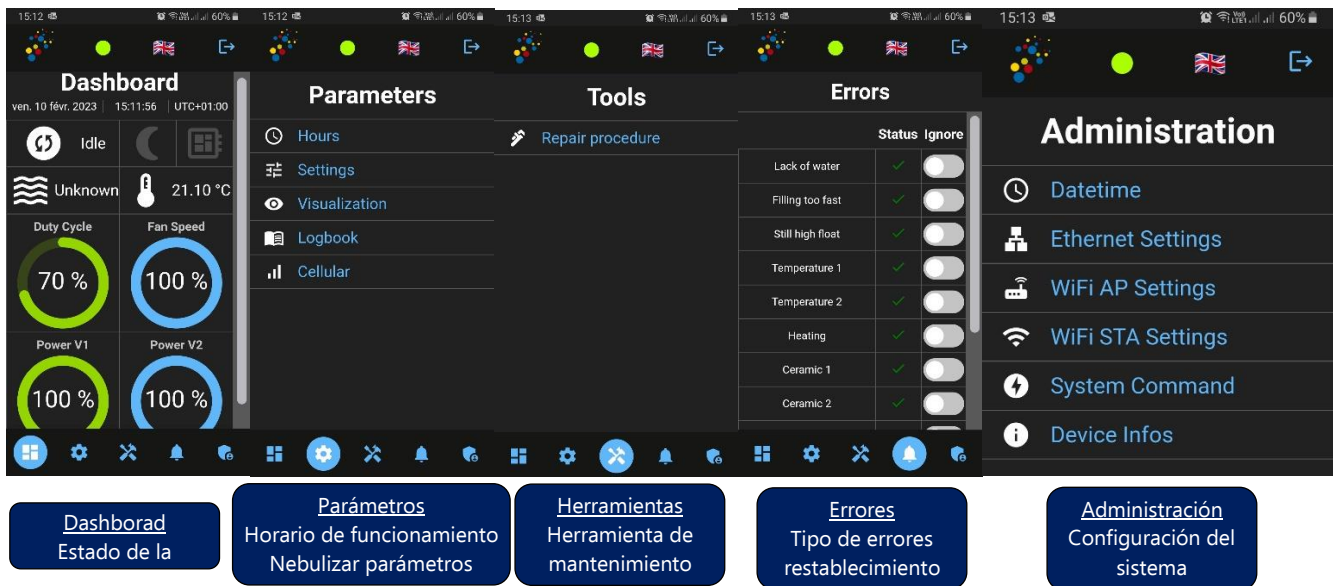 15:12
60%
Dashboard
ven. 10 févr. 2023 15:11:56 UTC+01:00
Idle
Unknown
21.10 °C
Duty Cycle
Fan Speed
70 %
100 %
Power V1
Power V2
100 %
100 %
15:12
60%
Parameters
Hours
Settings
Visualization
Logbook
Cellular
15:13
60%
Tools
Repair procedure
15:13
60%
Errors
Status Ignore
Lack of water
Filling too fast
Still high float
Temperature 1
Temperature 2
Heating
Ceramic 1
Ceramic 2
15:13
60%
Administration
Datetime
Ethernet Settings
WiFi AP Settings
WiFi STA Settings
System Command
Device Infos
Dashborad
Estado de la
Parámetros
Horario de funcionamiento
Nebulizar parámetros
Herramientas
Herramienta de
mantenimiento
Errores
Tipo de errores
restablecimiento
Administración
Configuración del
sistema